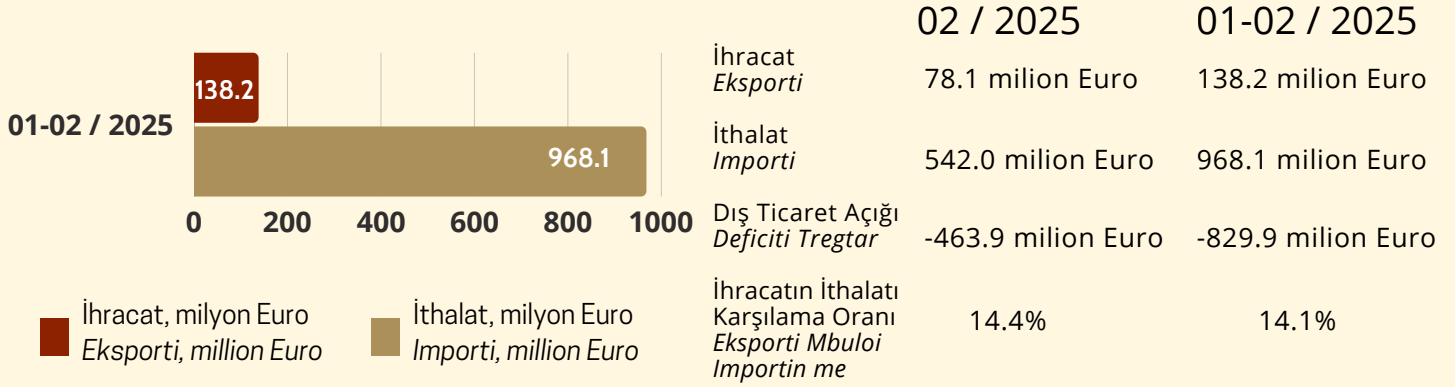 138.2
01-02 / 2025
968.1
0 200 400 600 800 1000
İhracat, milyon Euro
Eksporti, million Euro
İthalat, milyon Euro
Importi, million Euro
02 / 2025 01-02 / 2025
İhracat
Eksporti
78.1 milion Euro 138.2 milion Euro
İthalat
Importi
542.0 milion Euro 968.1 milion Euro
Dış Ticaret Açığı
Deficiti Tregtar
-463.9 milion Euro -829.9 milion Euro
İhracatın İthalatı
Karşılama Oranı
Eksporti Mbuloi
Importin me
14.4% 14.1%